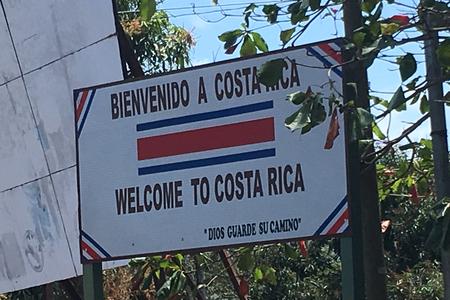 BIENVENIDO A COSTA RICA
WELCOME TO COSTA RICA
"DIOS GUARDE SU CAMINO"